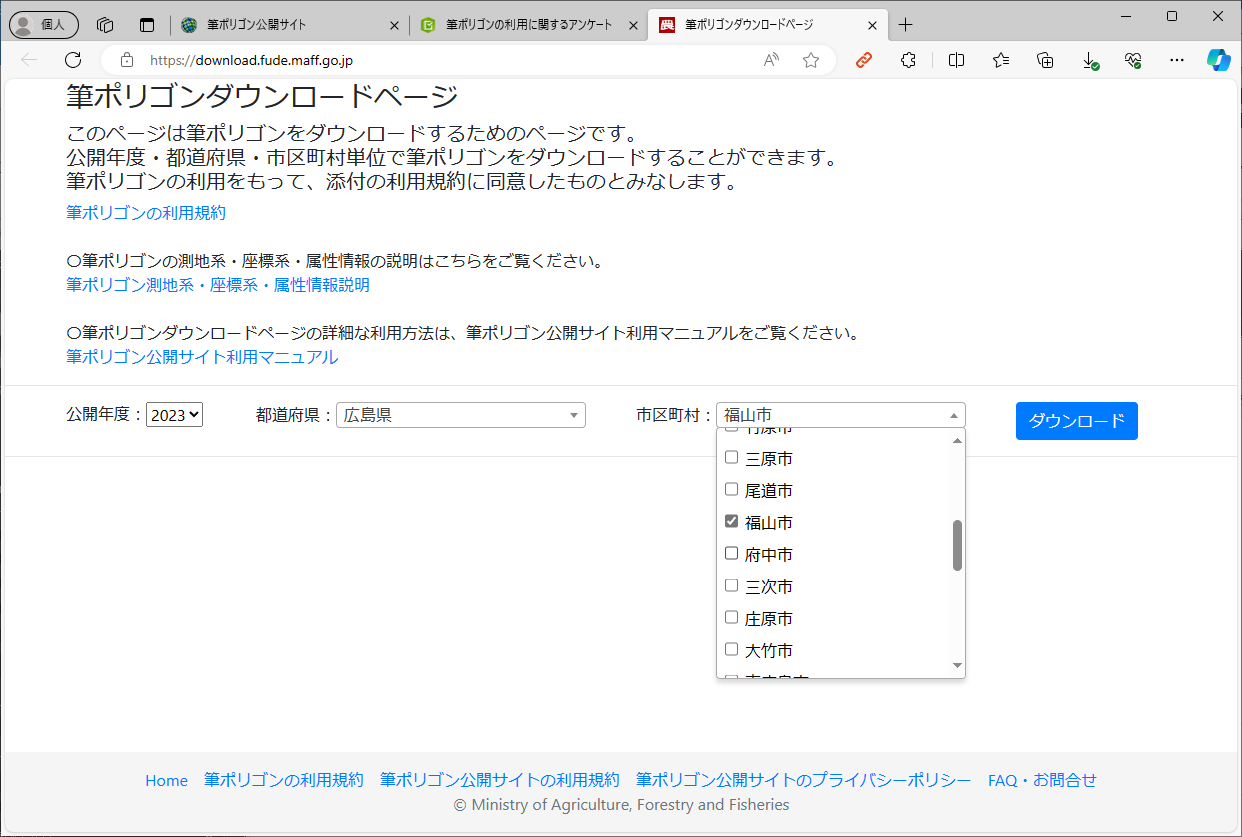 個人
筆ポリゴン公開サイト
筆ポリゴンの利用に関するアンケート
筆ポリゴンダウンロードページ
https://download.fude.maff.go.jp
筆ポリゴンダウンロードページ
このページは筆ポリゴンをダウンロードするためのページです。
公開年度・都道府県・市区町村単位で筆ポリゴンをダウンロードすることができます。
筆ポリゴンの利用をもって、添付の利用規約に同意したものとみなします。
筆ポリゴンの利用規約
〇筆ポリゴンの測地系・座標系・属性情報の説明はこちらをご覧ください。
筆ポリゴン測地系・座標系・属性情報説明
〇筆ポリゴンダウンロードページの詳細な利用方法は、筆ポリゴン公開サイト利用マニュアルをご覧ください。
筆ポリゴン公開サイト利用マニュアル
公開年度： 2023 都道府県： 広島県 市区町村： 福山市 ダウンロード
竹原市
三原市
尾道市
福山市
府中市
三次市
庄原市
大竹市
Home 筆ポリゴンの利用規約 筆ポリゴン公開サイトの利用規約 筆ポリゴン公開サイトのプライバシーポリシー FAQ・お問合せ
© Ministry of Agriculture, Forestry and Fisheries